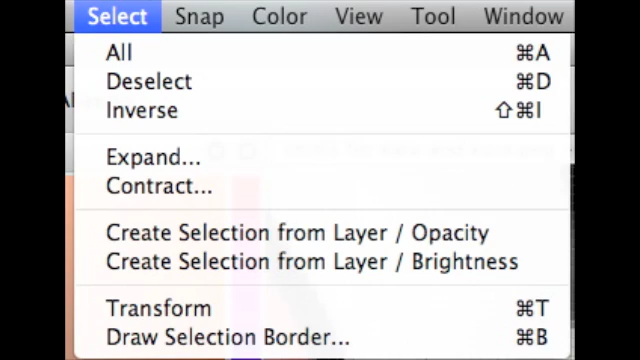 Select Snap Color View Tool Window
All ⌘A
Deselect ⌘D
Inverse ⇧⌘I
Expand...
Contract...
Create Selection from Layer / Opacity
Create Selection from Layer / Brightness
Transform ⌘T
Draw Selection Border... ⌘B